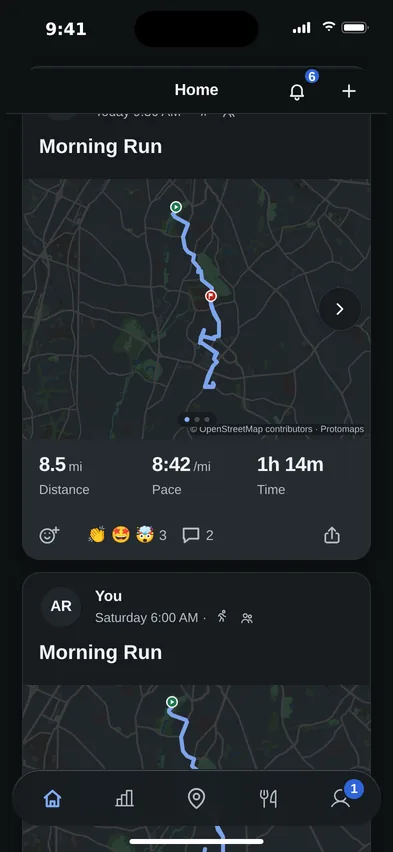 9:41
Home
6
Morning Run
© OpenStreetMap contributors · Protomaps
8.5 mi
8:42 /mi
1h 14m
Distance
Pace
Time
3
2
AR
You
Saturday 6:00 AM ·
Morning Run
1